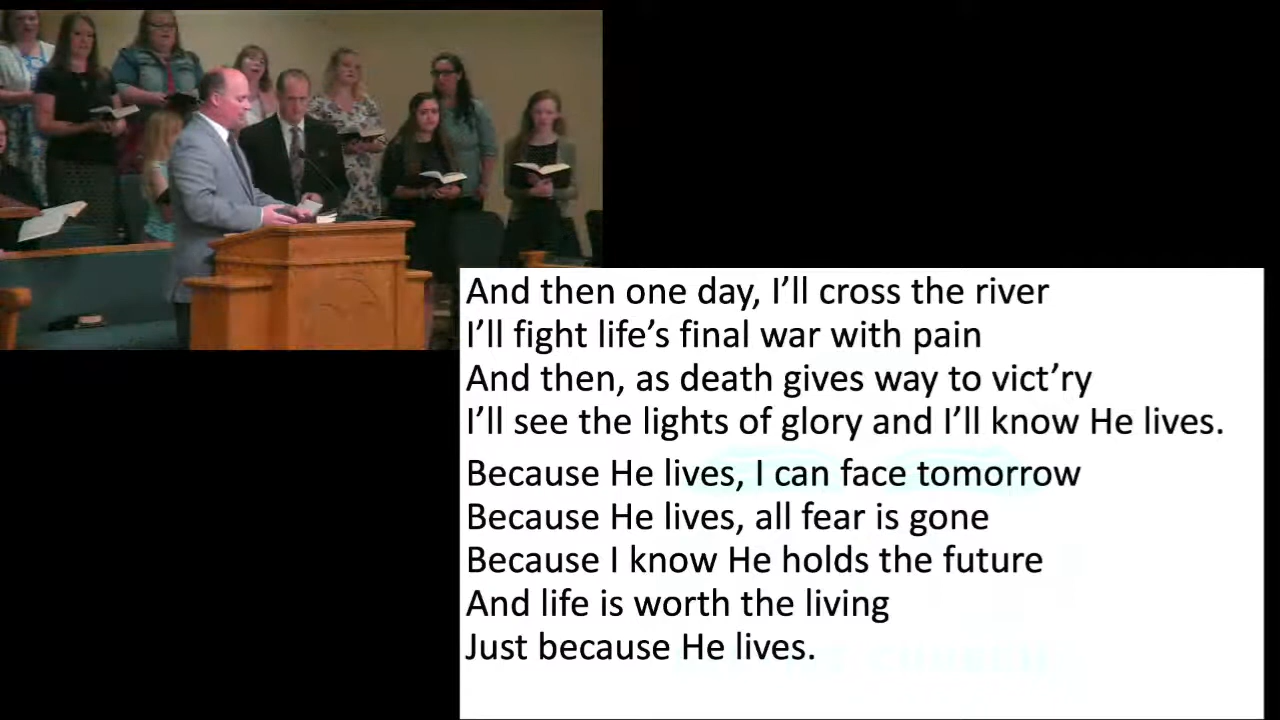 And then one day, I’ll cross the river
I’ll fight life’s final war with pain
And then, as death gives way to vict’ry
I’ll see the lights of glory and I’ll know He lives.
Because He lives, I can face tomorrow
Because He lives, all fear is gone
Because I know He holds the future
And life is worth the living
Just because He lives.